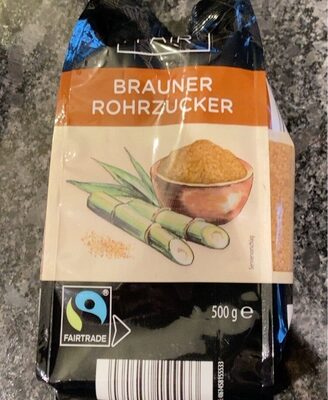 FAIR
BRAUNER
ROHRZUCKER
Serviervorschlag
500 g e
FAIRTRADE